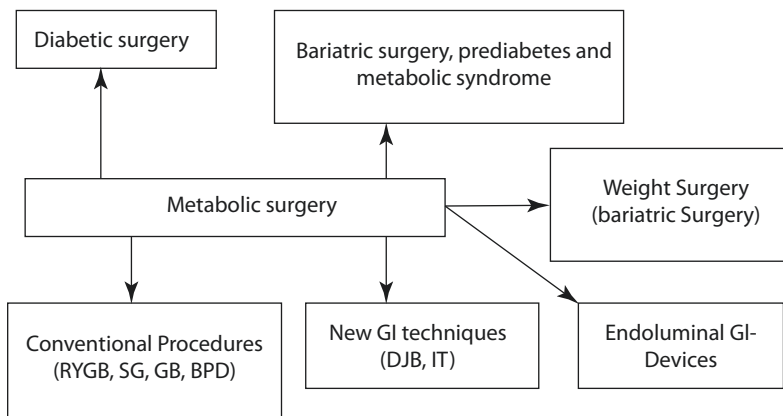 Diabetic surgery
Bariatric surgery, prediabetes and
metabolic syndrome
Metabolic surgery
Weight Surgery
(bariatric Surgery)
Conventional Procedures
(RYGB, SG, GB, BPD)
New GI techniques
(DJB, IT)
Endoluminal GI-
Devices